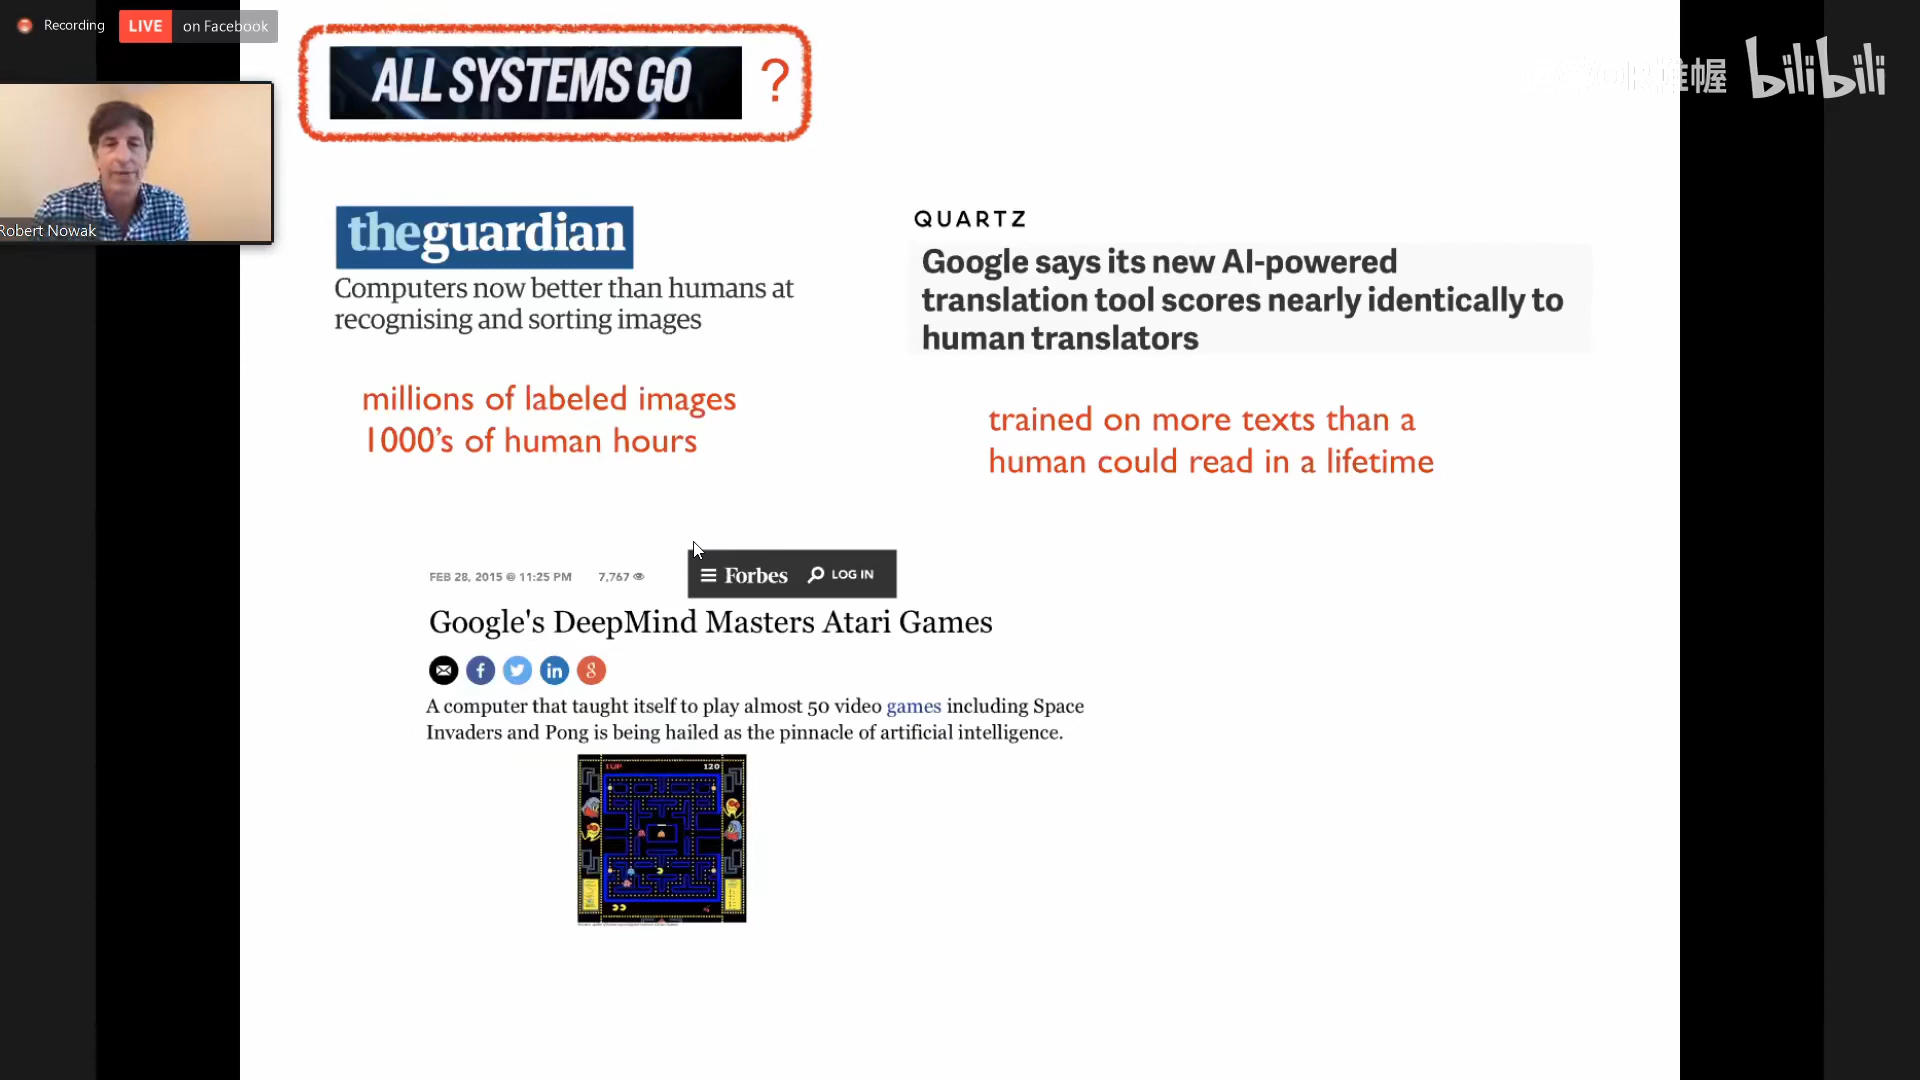 Recording
LIVE on Facebook
ALL SYSTEMS GO ?
幄 bilibili
Robert Nowak
theguardian
Computers now better than humans at
recognising and sorting images
millions of labeled images
1000's of human hours
QUARTZ
Google says its new AI-powered
translation tool scores nearly identically to
human translators
trained on more texts than a
human could read in a lifetime
FEB 28, 2015 @ 11:25 PM 7,767
Forbes LOG IN
Google's DeepMind Masters Atari Games
A computer that taught itself to play almost 50 video games including Space
Invaders and Pong is being hailed as the pinnacle of artificial intelligence.
1UP 120